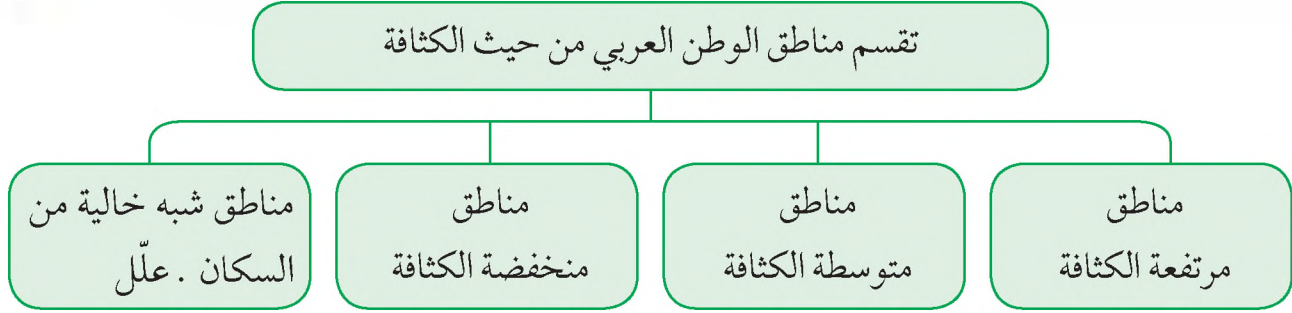 تقسم مناطق الوطن العربي من حيث الكثافة
مناطق
مرتفعة الكثافة
مناطق
متوسطة الكثافة
مناطق
منخفضة الكثافة
مناطق شبه خالية من
السكان . علّل